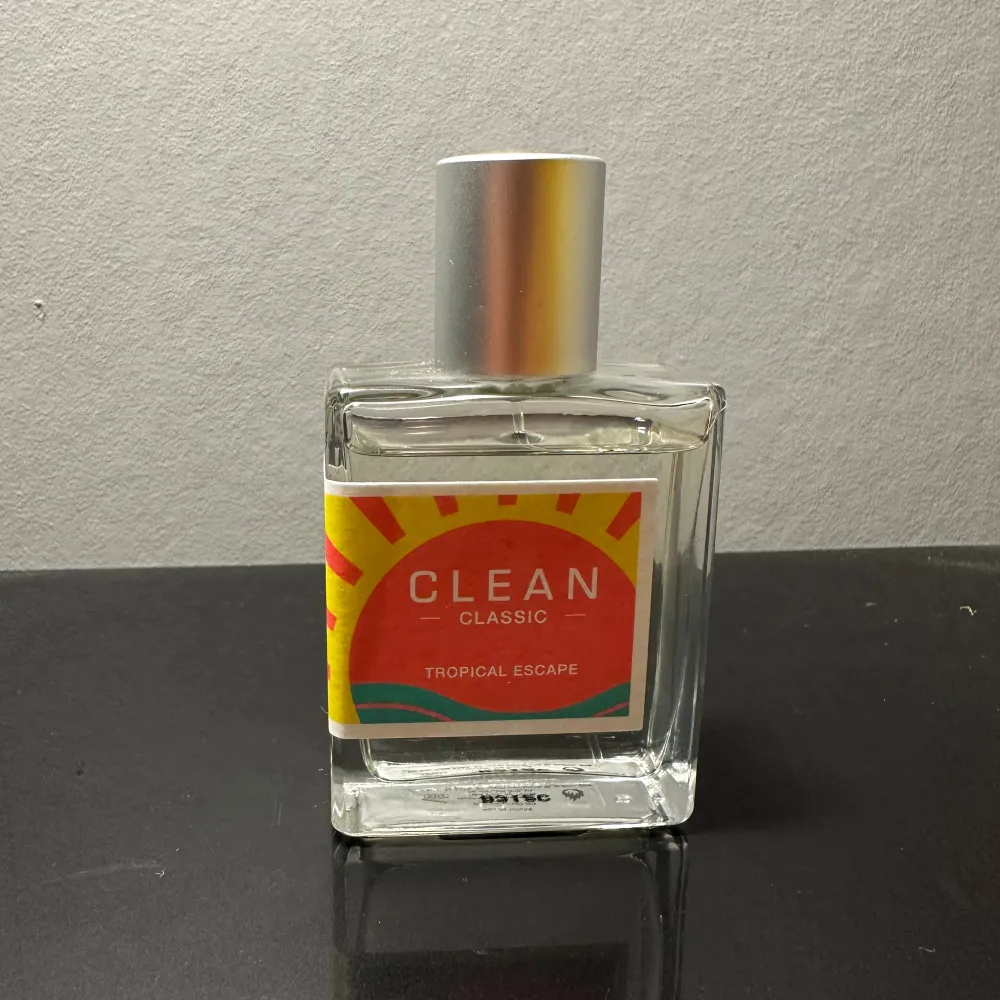 CLEAN
— CLASSIC —
TROPICAL ESCAPE